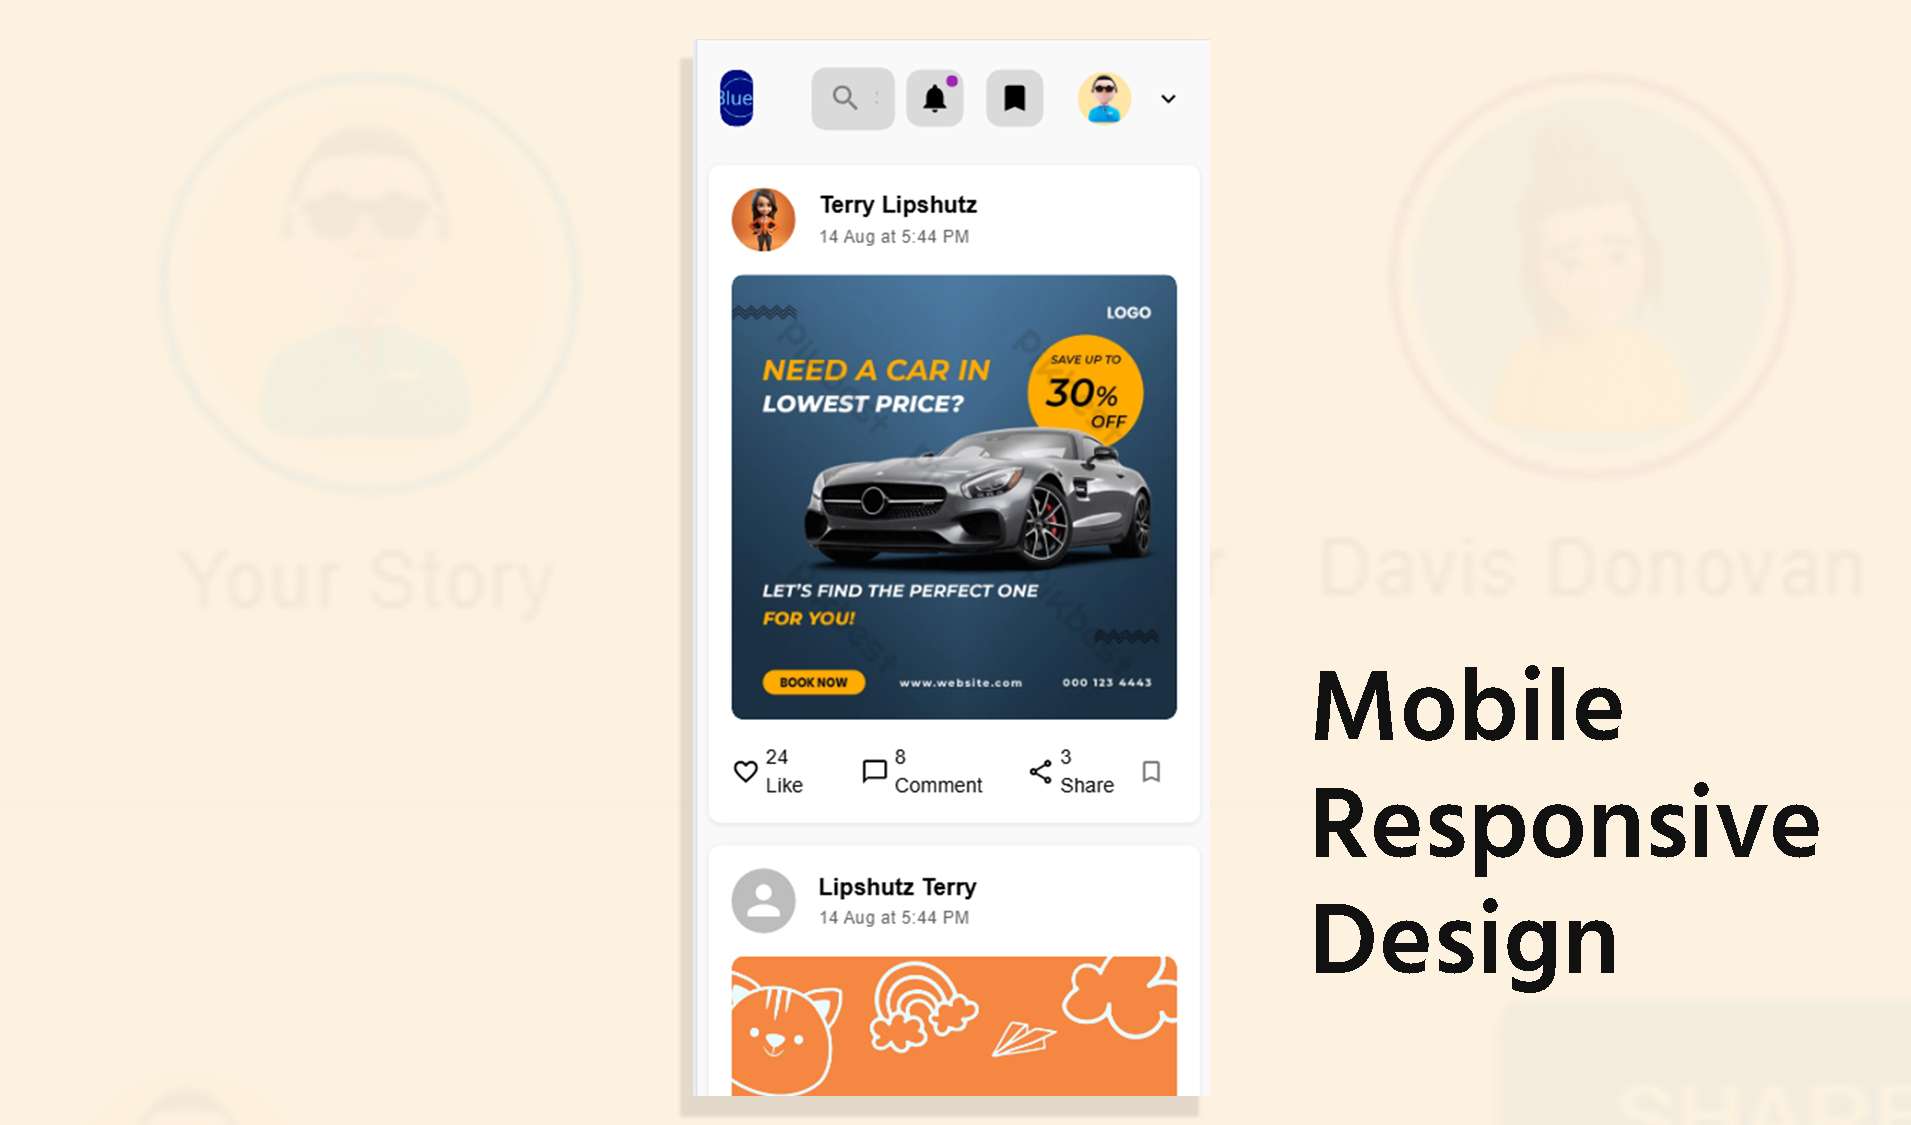 Blue
Terry Lipshutz
14 Aug at 5:44 PM
LOGO
NEED A CAR IN
LOWEST PRICE?
SAVE UP TO
30%
OFF
LET'S FIND THE PERFECT ONE
FOR YOU!
BOOK NOW
www.website.com
000 123 4443
24
Like
8
Comment
3
Share
Lipshutz Terry
14 Aug at 5:44 PM
Your Story
Davis Donovan
Mobile
Responsive
Design
SHARE